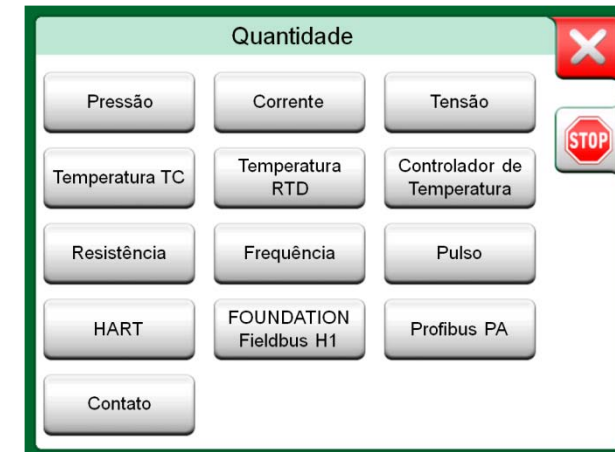 Quantidade
Pressão
Corrente
Tensão
STOP
Temperatura TC
Temperatura
RTD
Controlador de
Temperatura
Resistência
Frequência
Pulso
HART
FOUNDATION
Fieldbus H1
Profibus PA
Contato